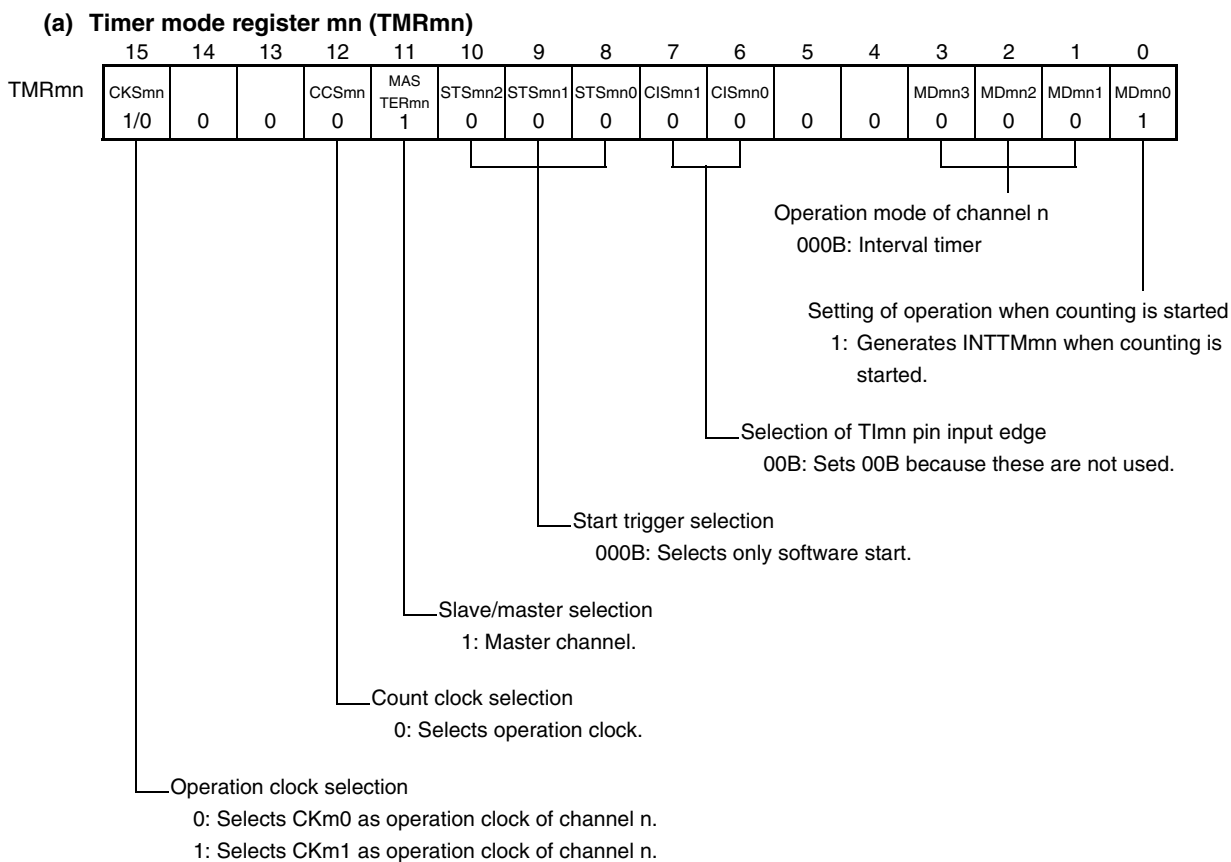 (a) Timer mode register mn (TMRmn)
15 14 13 12 11 10 9 8 7 6 5 4 3 2 1 0
TMRmn CKSmn CCSmn MAS TERmn STSmn2 STSmn1 STSmn0 CISmn1 CISmn0 MDmn3 MDmn2 MDmn1 MDmn0
1/0 0 0 0 1 0 0 0 0 0 0 0 0 0 0 1
Operation mode of channel n
000B: Interval timer
Setting of operation when counting is started
1: Generates INTTMmn when counting is
started.
Selection of TImn pin input edge
00B: Sets 00B because these are not used.
Start trigger selection
000B: Selects only software start.
Slave/master selection
1: Master channel.
Count clock selection
0: Selects operation clock.
Operation clock selection
0: Selects CKm0 as operation clock of channel n.
1: Selects CKm1 as operation clock of channel n.